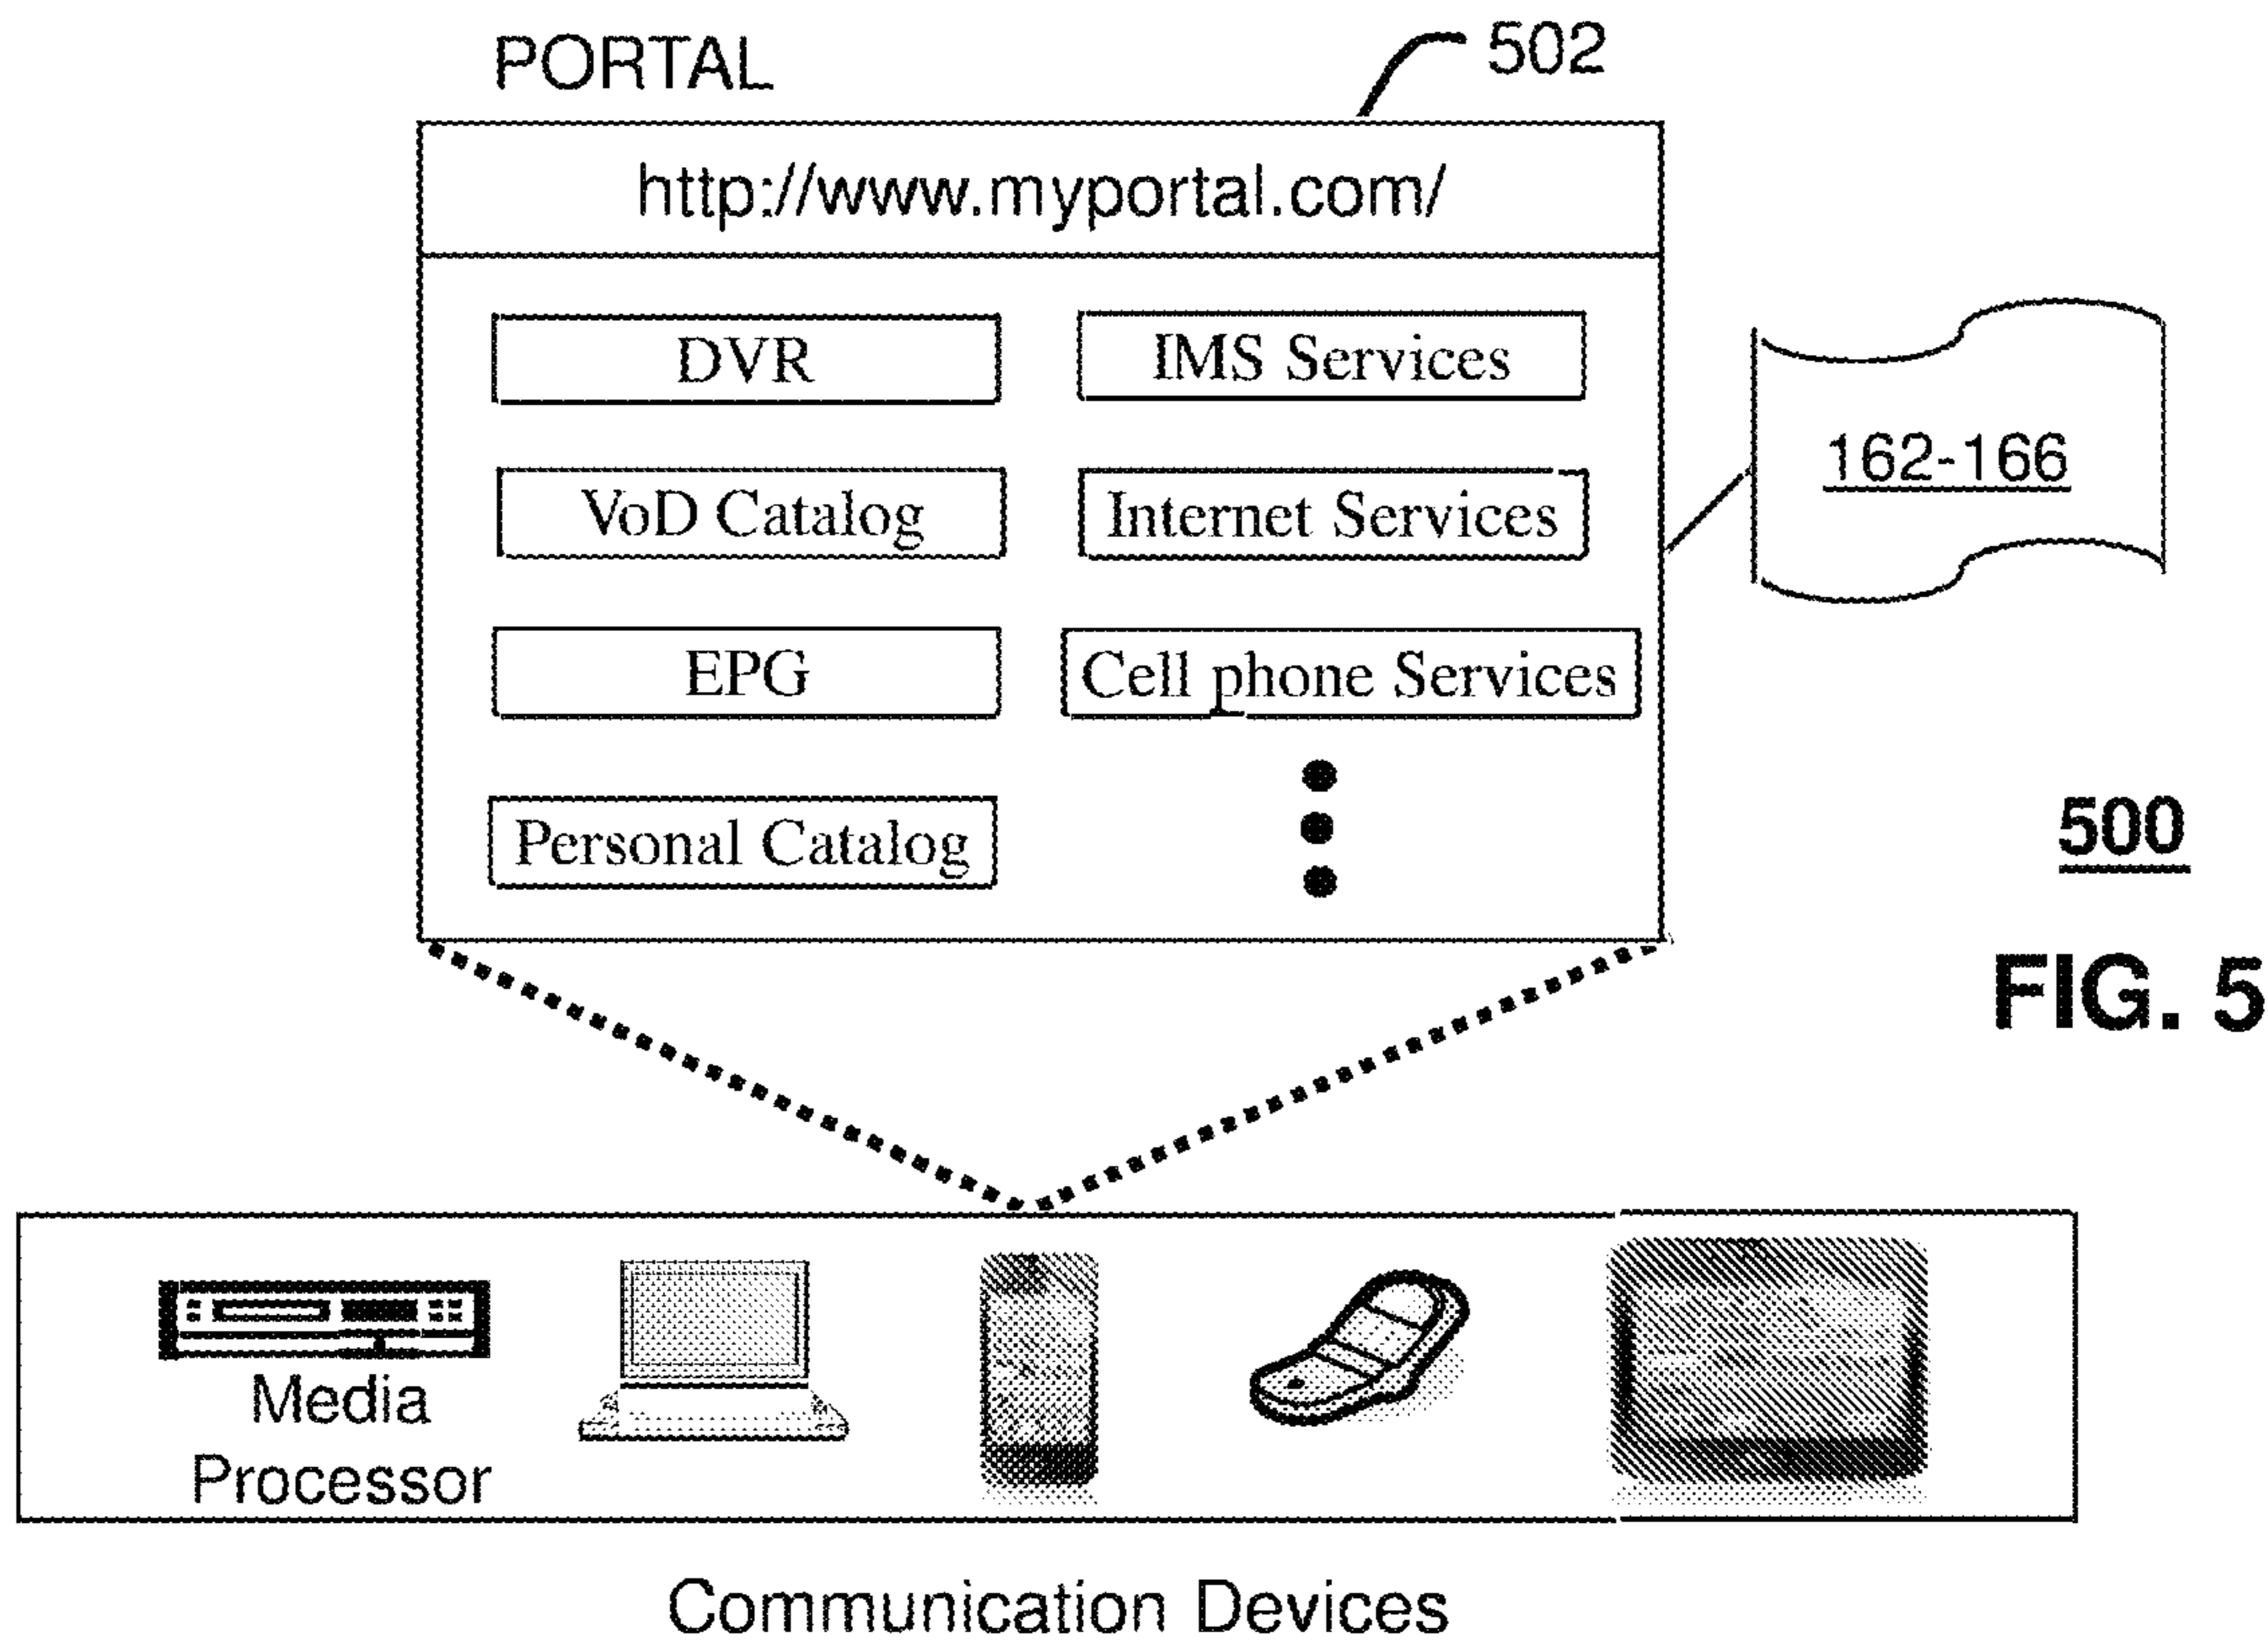 PORTAL
502
http://www.myportal.com/
DVR
IMS Services
VoD Catalog
Internet Services
162-166
EPG
Cell phone Services
Personal Catalog
500
FIG. 5
Media
Processor
Communication Devices